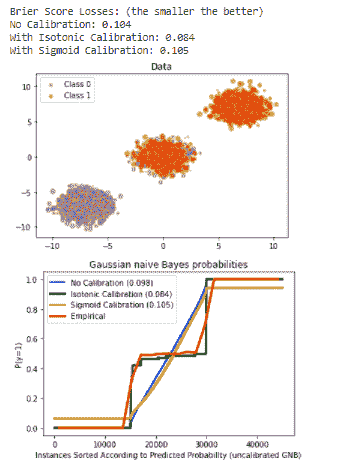 Brier Score Losses: (the smaller the better)
No Calibration: 0.104
With Isotonic Calibration: 0.084
With Sigmoid Calibration: 0.105
Data
Class 0
Class 1
10
5
0
−5
−10
−10 −5 0 5 10
Gaussian naive Bayes probabilities
No Calibration (0.098)
Isotonic Calibration (0.084)
Sigmoid Calibration (0.105)
Empirical
P(y=1)
1.0
0.8
0.6
0.4
0.2
0.0
0 10000 20000 30000 40000
Instances Sorted According to Predicted Probability (uncalibrated GNB)